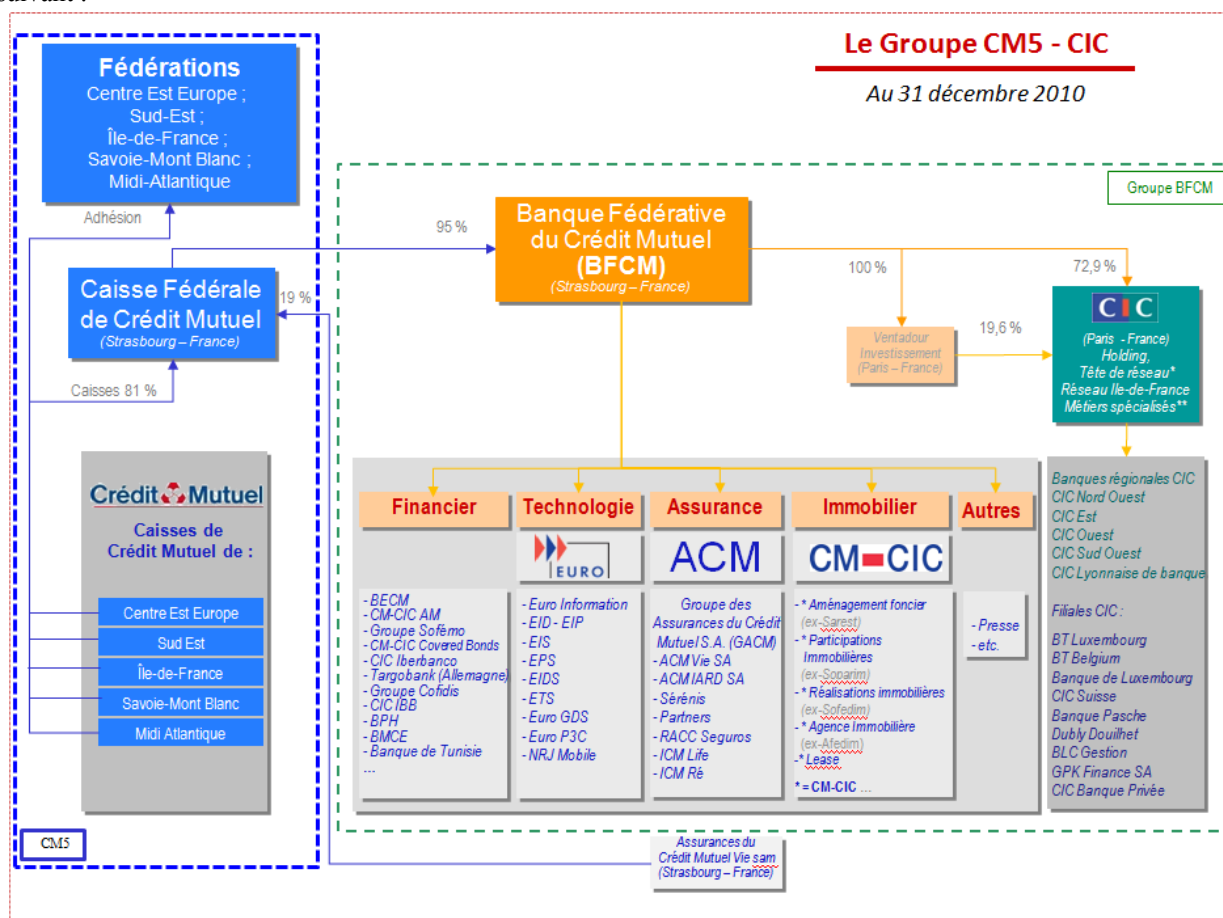 suivant :
Le Groupe CM5 - CIC
Au 31 décembre 2010
Fédérations
Centre Est Europe ;
Sud-Est ;
Île-de-France ;
Savoie-Mont Blanc ;
Midi-Atlantique
Adhésion
Caisse Fédérale
de Crédit Mutuel
(Strasbourg – France)
19 %
Caisses 81 %
Crédit Mutuel
Caisses de
Crédit Mutuel de :
Centre Est Europe
Sud Est
Île-de-France
Savoie-Mont Blanc
Midi Atlantique
CM5
Groupe BFCM
95 %
Banque Fédérative
du Crédit Mutuel
(BFCM)
(Strasbourg – France)
100 %
72,9 %
Ventadour
Investissement
(Paris – France)
19,6 %
CIC
(Paris - France)
Holding,
Tête de réseau*
Réseau Ile-de-France
Métiers spécialisés**
Financier
- BECM
- CM-CIC AM
- Groupe Sofémo
- CM-CIC Covered Bonds
- CIC Iberbanco
- Targobank (Allemagne)
- Groupe Cofidis
- CIC IBB
- BPH
- BMCE
- Banque de Tunisie
...
Technologie
EURO
- Euro Information
- EID - EIP
- EIS
- EPS
- EIDS
- ETS
- Euro GDS
- Euro P3C
- NRJ Mobile
Assurance
ACM
Groupe des
Assurances du Crédit
Mutuel S.A. (GACM)
- ACM Vie SA
- ACM IARD SA
- Sérénis
- Partners
- RACC Seguros
- ICM Life
- ICM Ré
Immobilier
CM-CIC
- * Aménagement foncier
(ex-Sarest)
- * Participations
Immobilières
(ex-Soparim)
- * Réalisations immobilières
(ex-Sofedim)
- * Agence Immobilière
(ex-Afedim)
- * Lease
* = CM-CIC ...
Autres
- Presse
- etc.
Banques régionales CIC
CIC Nord Ouest
CIC Est
CIC Ouest
CIC Sud Ouest
CIC Lyonnaise de banque
Filiales CIC :
BT Luxembourg
BT Belgium
Banque de Luxembourg
CIC Suisse
Banque Pasche
Dubly Douilhet
BLC Gestion
GPK Finance SA
CIC Banque Privée
Assurances du
Crédit Mutuel Vie sam
(Strasbourg – France)